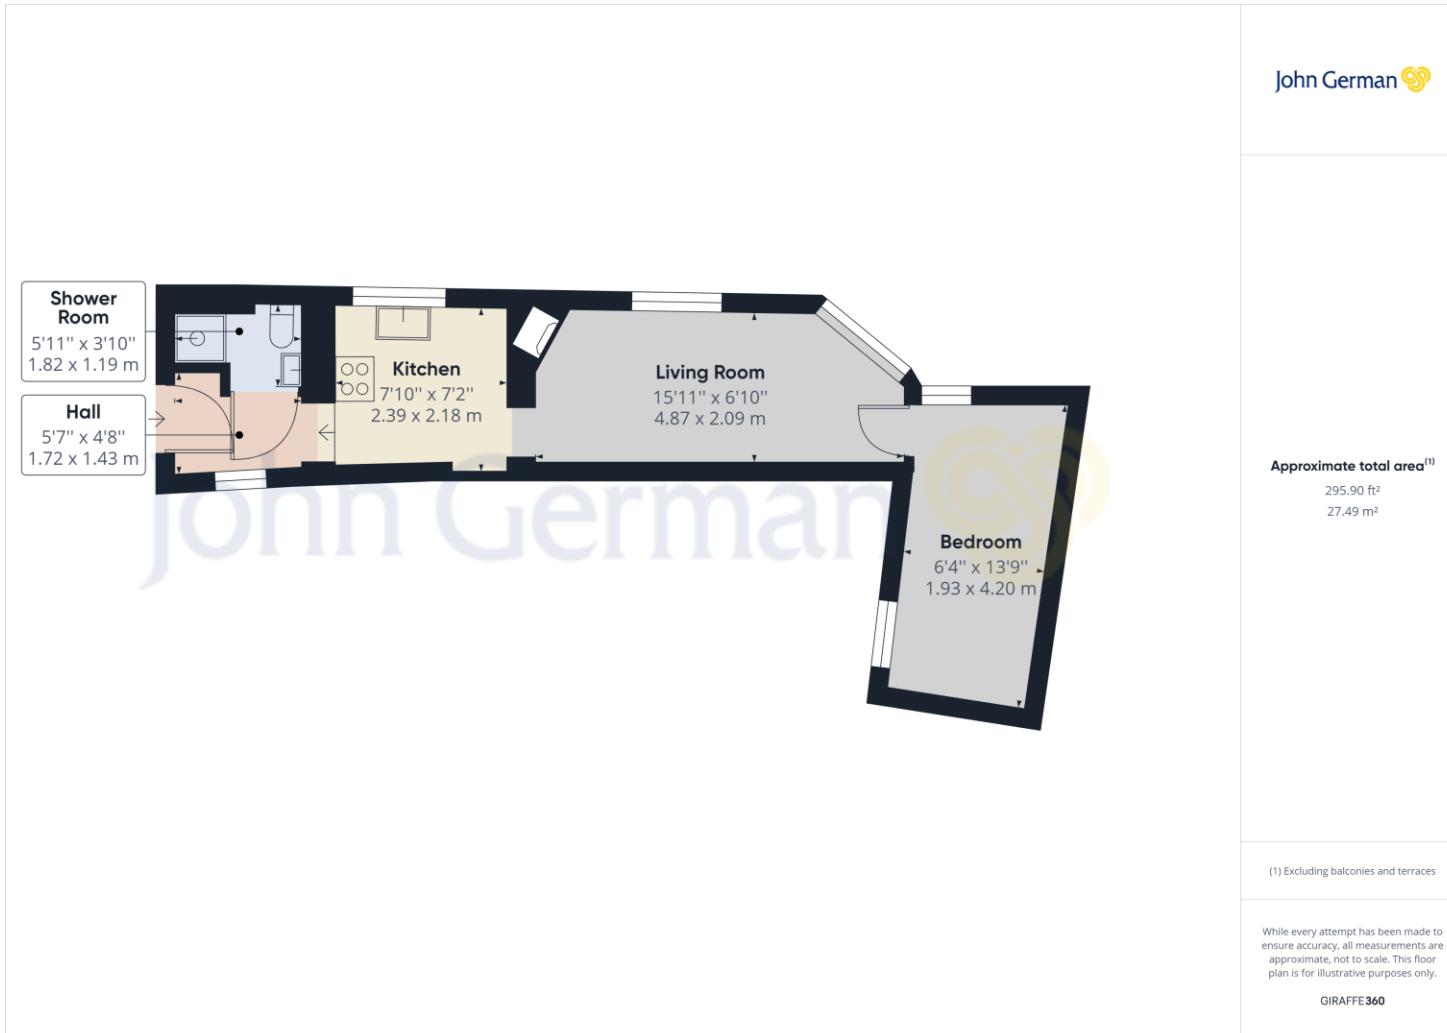 Shower
Room
5'11" x 3'10"
1.82 x 1.19 m
Hall
5'7" x 4'8"
1.72 x 1.43 m
Kitchen
7'10" x 7'2"
2.39 x 2.18 m
Living Room
15'11" x 6'10"
4.87 x 2.09 m
Bedroom
6'4" x 13'9"
1.93 x 4.20 m
John German
John German
Approximate total area(1)
295.90 ft²
27.49 m²
(1) Excluding balconies and terraces
While every attempt has been made to
ensure accuracy, all measurements are
approximate, not to scale. This floor
plan is for illustrative purposes only.
GIRAFFE360